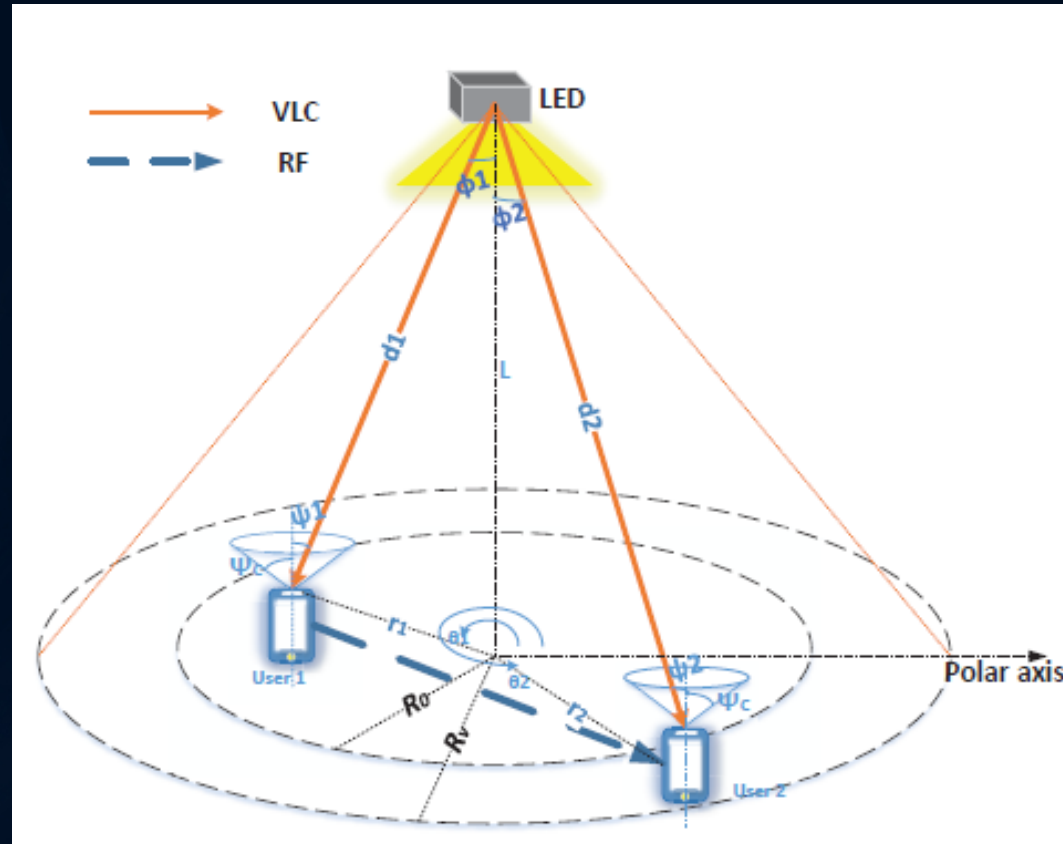 LED
VLC
RF
ϕ1
ϕ2
d1
L
d2
ψ1
Ψc
r1
θ1
User 1
θ2
ψ2
Polar axis
Ψc
R0
r2
Rv
User 2